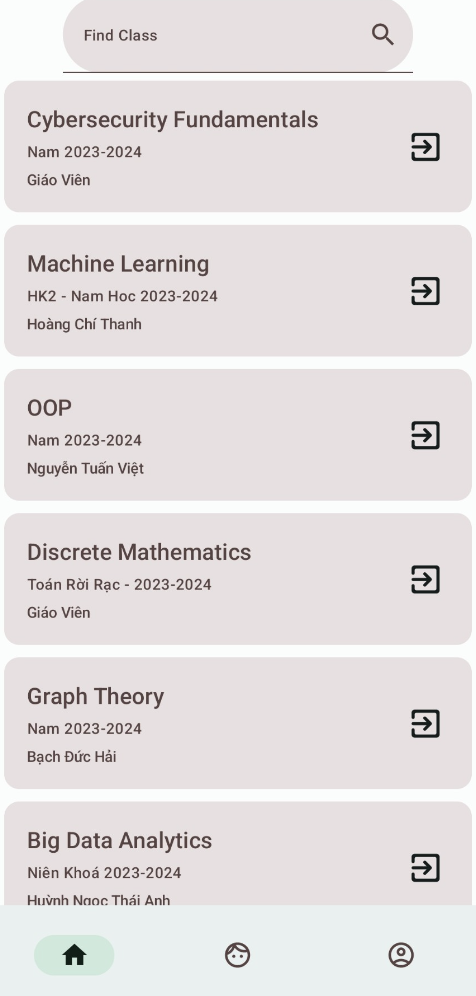 Find Class
Cybersecurity Fundamentals
Nam 2023-2024
Giáo Viên
Machine Learning
HK2 - Nam Hoc 2023-2024
Hoàng Chí Thanh
OOP
Nam 2023-2024
Nguyễn Tuấn Việt
Discrete Mathematics
Toán Rời Rạc - 2023-2024
Giáo Viên
Graph Theory
Nam 2023-2024
Bạch Đức Hải
Big Data Analytics
Niên Khoá 2023-2024
Huỳnh Ngọc Thái Anh